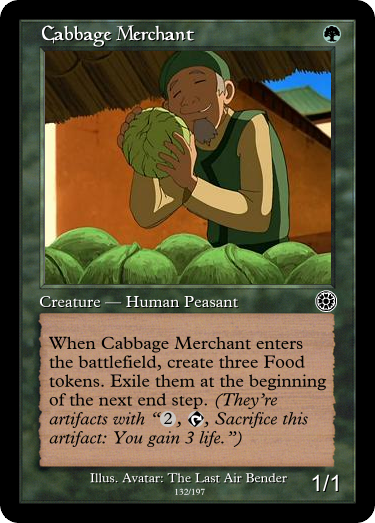 Cabbage Merchant
Creature — Human Peasant
When Cabbage Merchant enters
the battlefield, create three Food
tokens. Exile them at the beginning
of the next end step. (They're
artifacts with “2, , Sacrifice this
artifact: You gain 3 life.”)
Illus. Avatar: The Last Air Bender
132/197
1/1